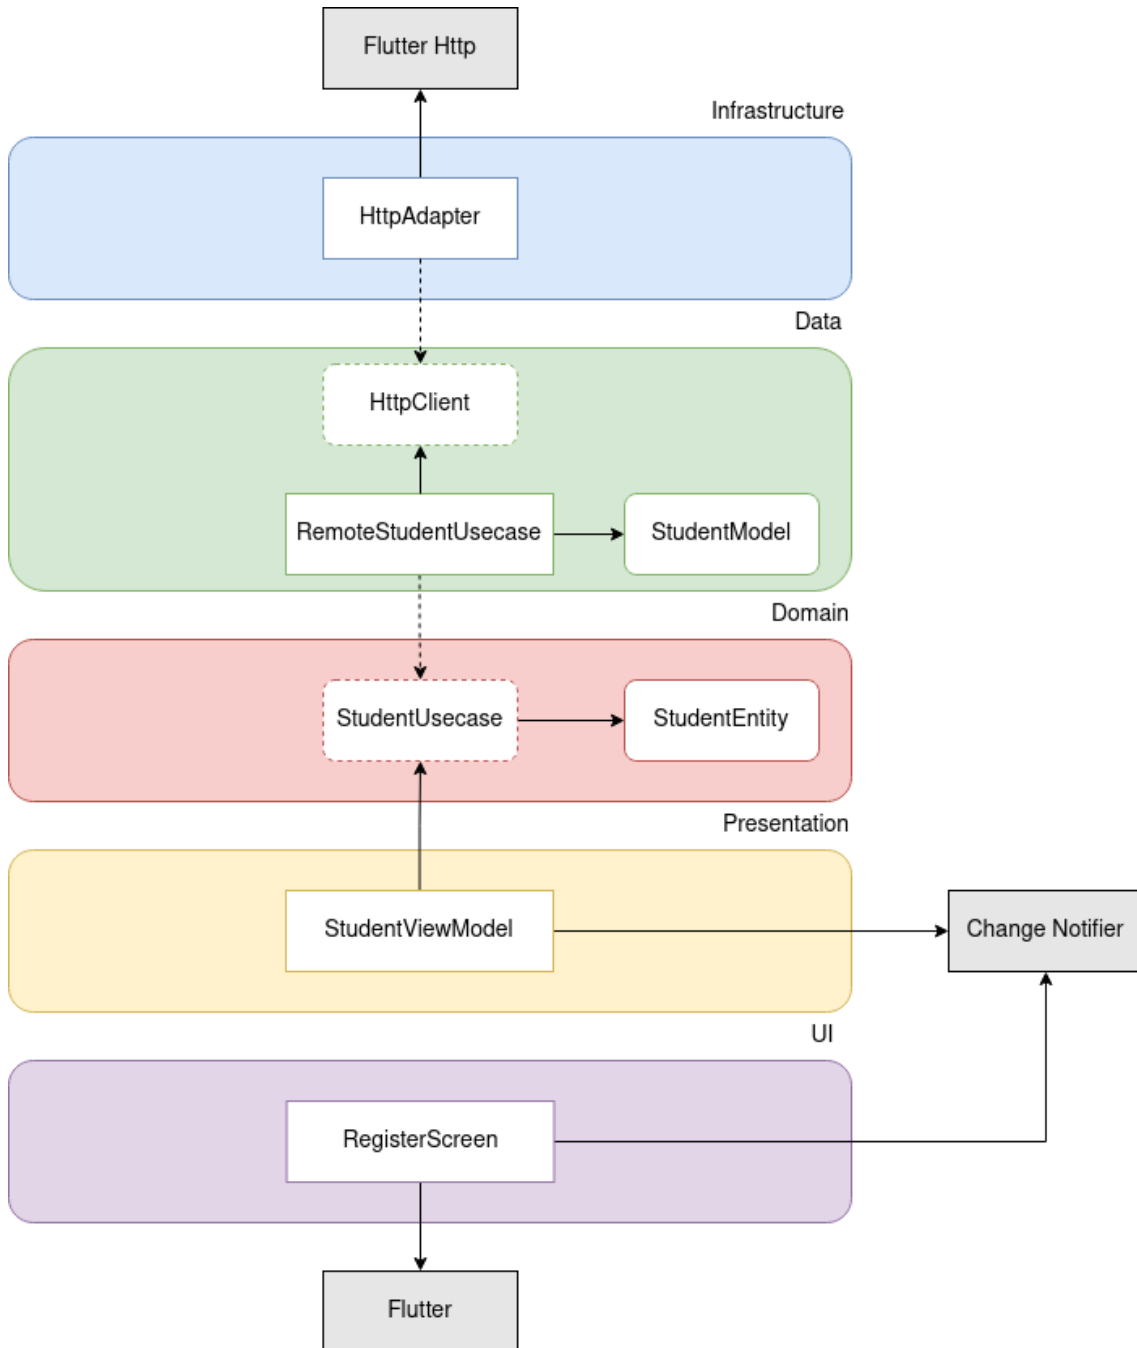 Flutter Http
Infrastructure
HttpAdapter
Data
HttpClient
RemoteStudentUsecase
StudentModel
Domain
StudentUsecase
StudentEntity
Presentation
StudentViewModel
Change Notifier
UI
RegisterScreen
Flutter